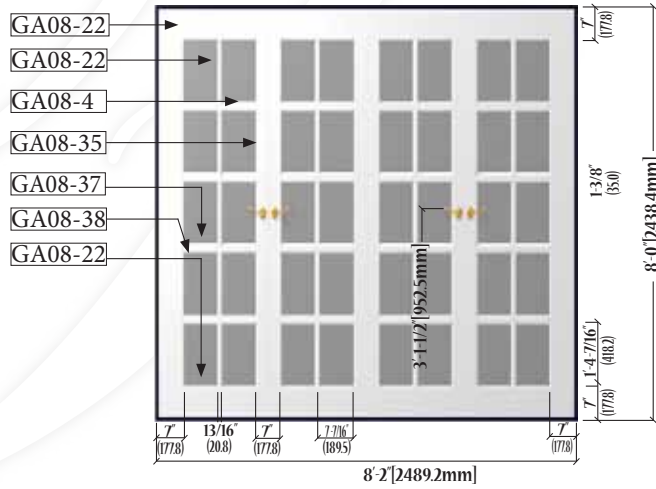 GA08-22
GA08-22
GA08-4
GA08-35
GA08-37
GA08-38
GA08-22
7"
(177.8)
1-3/8"
(35.0)
8'-0"[2438.4mm]
3'-1-1/2"[952.5mm]
1'-4-7/16"
(418.2)
7"
(177.8)
7"
(177.8)
13/16"
(20.8)
7"
(177.8)
7-7/16"
(189.5)
7"
(177.8)
8'-2"[2489.2mm]